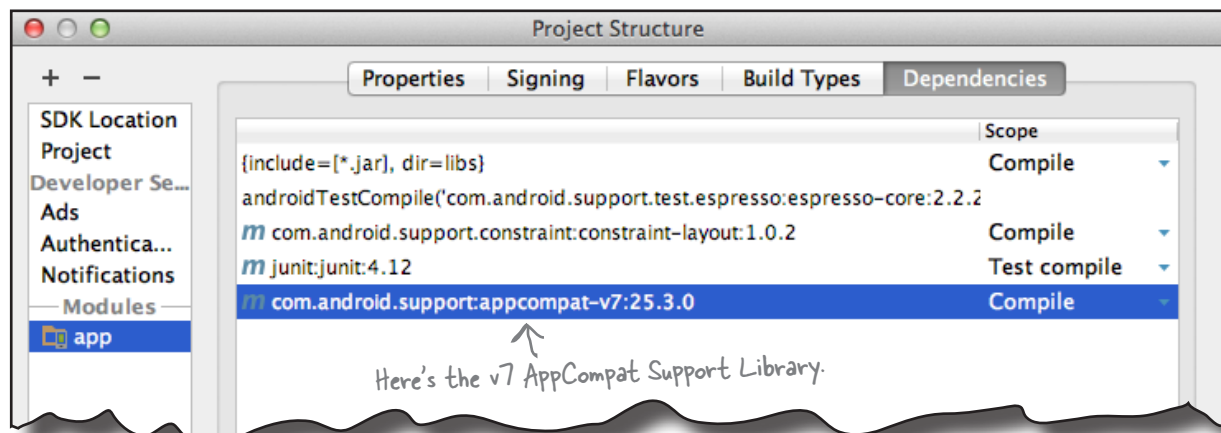 Project Structure
+ −
Properties Signing Flavors Build Types Dependencies
SDK Location
Project
Developer Se...
Ads
Authentica...
Notifications
Modules
app
Scope
{include=[*.jar], dir=libs} Compile
androidTestCompile('com.android.support.test.espresso:espresso-core:2.2.2
m com.android.support.constraint:constraint-layout:1.0.2 Compile
m junit:junit:4.12 Test compile
m com.android.support:appcompat-v7:25.3.0 Compile
Here's the v7 AppCompat Support Library.